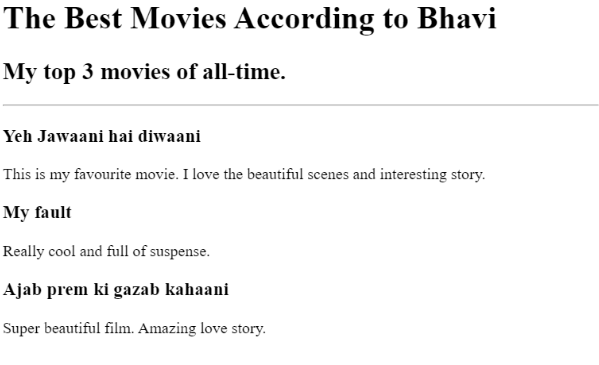 The Best Movies According to Bhavi
My top 3 movies of all-time.
Yeh Jawaani hai diwaani
This is my favourite movie. I love the beautiful scenes and interesting story.
My fault
Really cool and full of suspense.
Ajab prem ki gazab kahaani
Super beautiful film. Amazing love story.